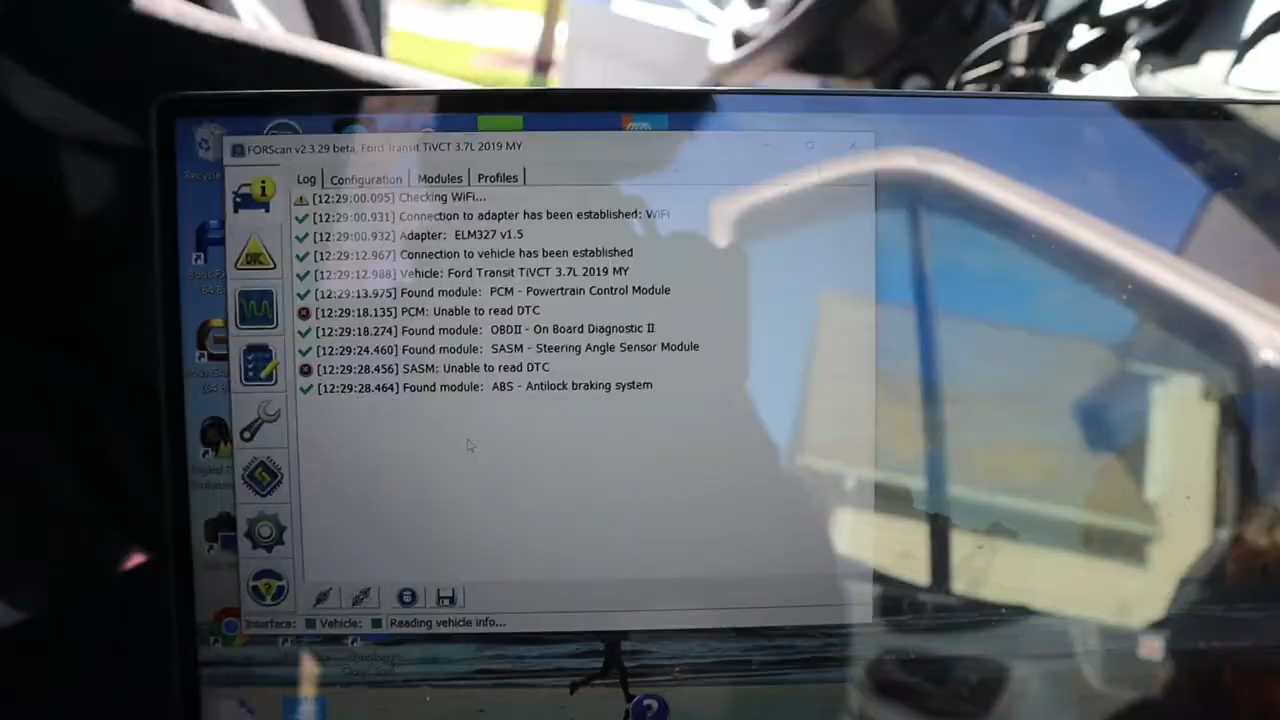 FORScan v2.3.29 beta, Ford Transit TiVCT 3.7L 2019 MY
Log Configuration Modules Profiles
[12:29:00.095] Checking WiFi...
[12:29:00.931] Connection to adapter has been established: WiFi
[12:29:00.932] Adapter: ELM327 v1.5
[12:29:12.967] Connection to vehicle has been established
[12:29:12.988] Vehicle: Ford Transit TiVCT 3.7L 2019 MY
[12:29:13.975] Found module: PCM - Powertrain Control Module
[12:29:18.135] PCM: Unable to read DTC
[12:29:18.274] Found module: OBDII - On Board Diagnostic II
[12:29:24.460] Found module: SASM - Steering Angle Sensor Module
[12:29:28.456] SASM: Unable to read DTC
[12:29:28.464] Found module: ABS - Antilock braking system
DTC
Recycle
Interface: Vehicle: Reading vehicle info...